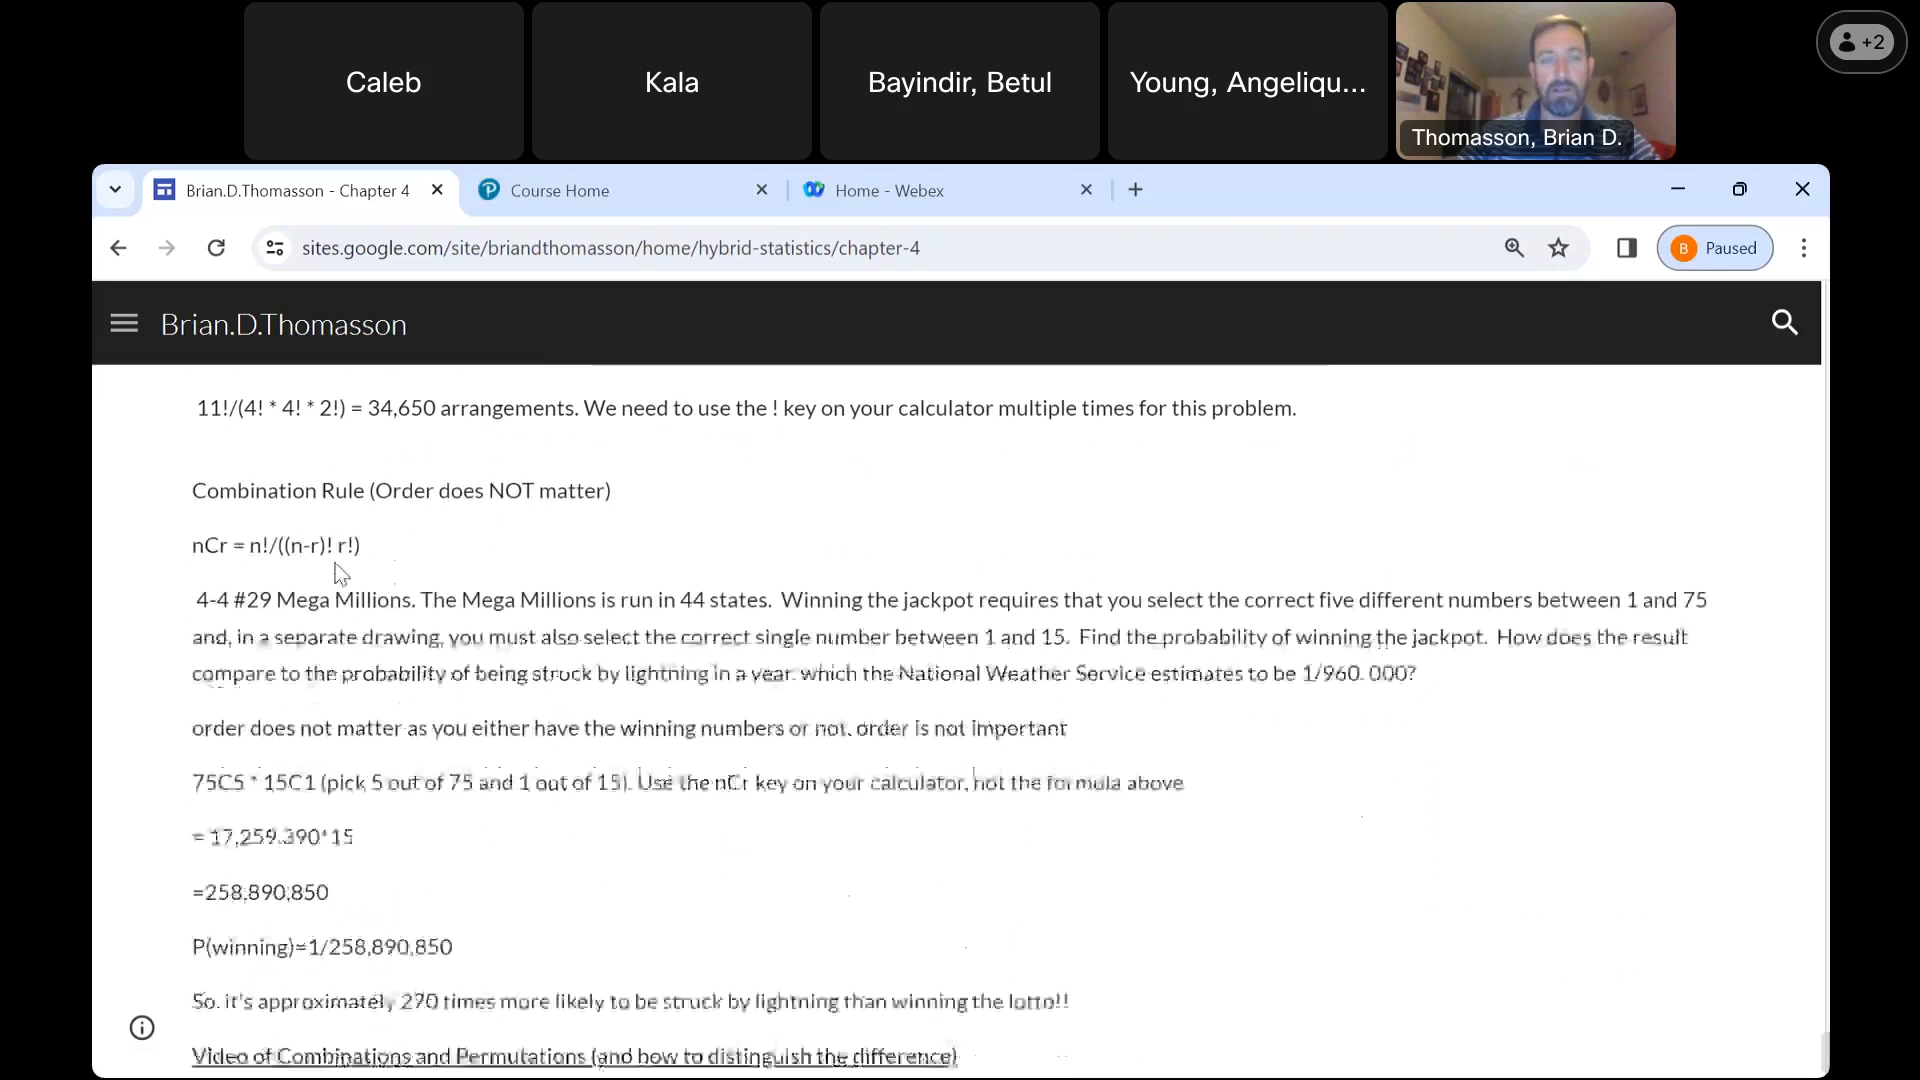 Caleb
Kala
Bayindir, Betul
Young, Angeliqu...
Thomasson, Brian D.
+2
Brian.D.Thomasson - Chapter 4
Course Home
Home - Webex
sites.google.com/site/briandthomasson/home/hybrid-statistics/chapter-4
B Paused
Brian.D.Thomasson
11!/(4! * 4! * 2!) = 34,650 arrangements. We need to use the ! key on your calculator multiple times for this problem.
Combination Rule (Order does NOT matter)
nCr = n!/((n-r)! r!)
4-4 #29 Mega Millions. The Mega Millions is run in 44 states. Winning the jackpot requires that you select the correct five different numbers between 1 and 75
and, in a separate drawing, you must also select the correct single number between 1 and 15. Find the probability of winning the jackpot. How does the result
compare to the probability of being struck by lightning in a year which the National Weather Service estimates to be 1/960,000?
order does not matter as you either have the winning numbers or not, order is not important
75C5 * 15C1 (pick 5 out of 75 and 1 out of 15). Use the nCr key on your calculator, not the formula above
= 17,259,390*15
=258,890,850
P(winning)=1/258,890,850
So, it's approximately 270 times more likely to be struck by lightning than winning the lotto!!
Video of Combinations and Permutations (and how to distinguish the difference)